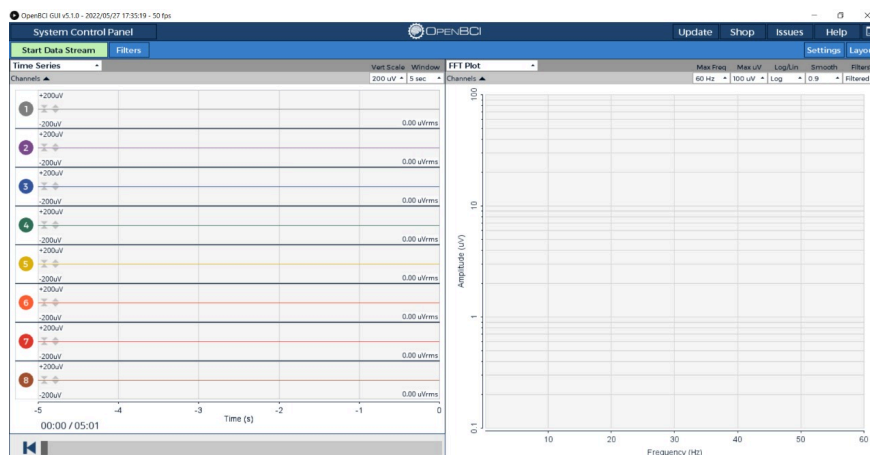 OpenBCI GUI v5.1.0 - 2022/05/27 17:35:19 - 50 fps
System Control Panel
OPENBCI
Update Shop Issues Help
Start Data Stream Filters
Settings Layou
Time Series Vert Scale Window
Channels 200 uV 5 sec
FFT Plot Max Freq Max uV Log/Lin Smooth Filters
Channels 60 Hz 100 uV Log 0.9 Filtered
+200uV
1
-200uV 0.00 uVrms
+200uV
2
-200uV 0.00 uVrms
+200uV
3
-200uV 0.00 uVrms
+200uV
4
-200uV 0.00 uVrms
+200uV
5
-200uV 0.00 uVrms
+200uV
6
-200uV 0.00 uVrms
+200uV
7
-200uV 0.00 uVrms
+200uV
8
-200uV 0.00 uVrms
-5 -4 -3 -2 -1 0
Time (s)
00:00 / 05:01
100
10
1
0.1
Amplitude (uV)
10 20 30 40 50 60
Frequency (Hz)